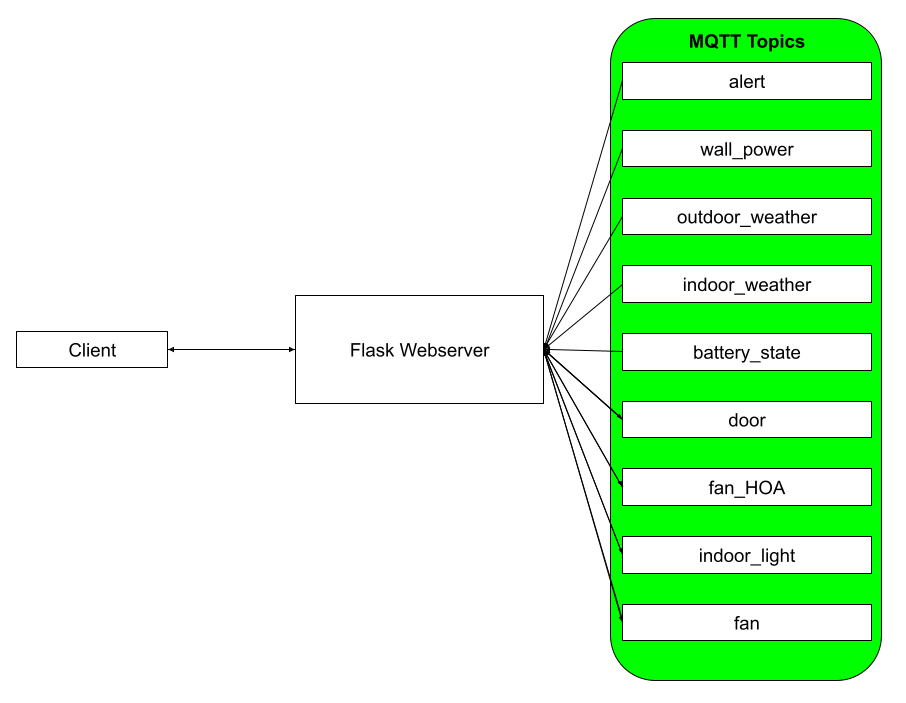 MQTT Topics
alert
wall_power
outdoor_weather
indoor_weather
Client
Flask Webserver
battery_state
door
fan_HOA
indoor_light
fan